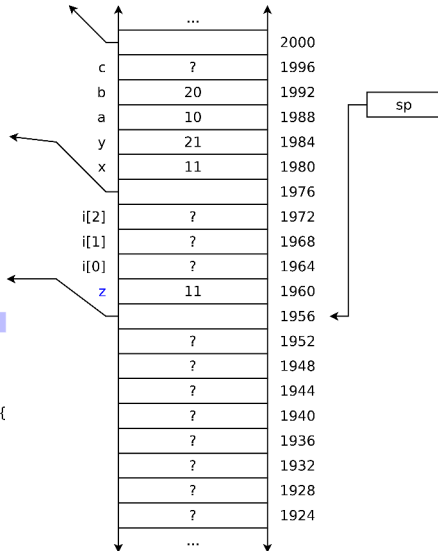 ...
2000
c ? 1996
b 20 1992
a 10 1988
sp
y 21 1984
x 11 1980
1976
i[2] ? 1972
i[1] ? 1968
i[0] ? 1964
z 11 1960
1956
? 1952
? 1948
? 1944
{ ? 1940
? 1936
? 1932
? 1928
? 1924
...